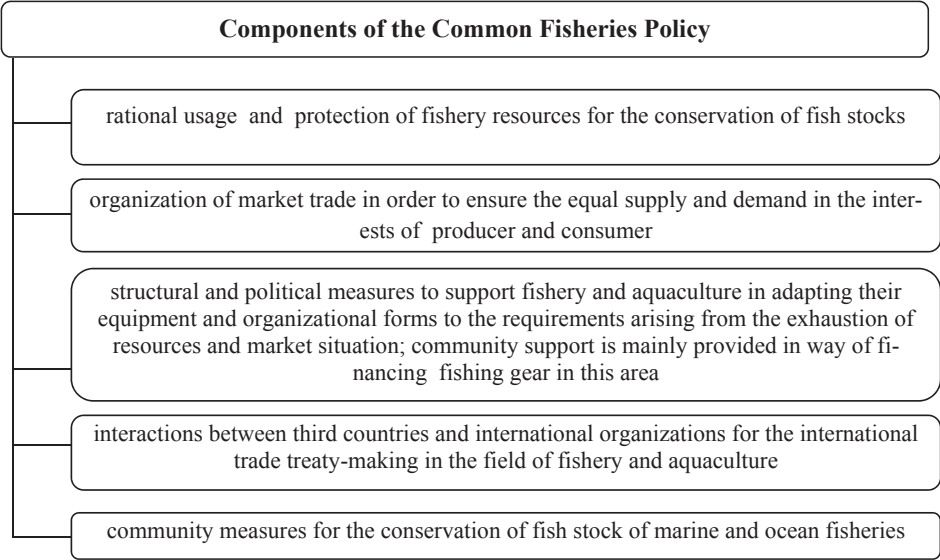 Components of the Common Fisheries Policy
rational usage and protection of fishery resources for the conservation of fish stocks
organization of market trade in order to ensure the equal supply and demand in the inter-
ests of producer and consumer
structural and political measures to support fishery and aquaculture in adapting their
equipment and organizational forms to the requirements arising from the exhaustion of
resources and market situation; community support is mainly provided in way of fi-
nancing fishing gear in this area
interactions between third countries and international organizations for the international
trade treaty-making in the field of fishery and aquaculture
community measures for the conservation of fish stock of marine and ocean fisheries